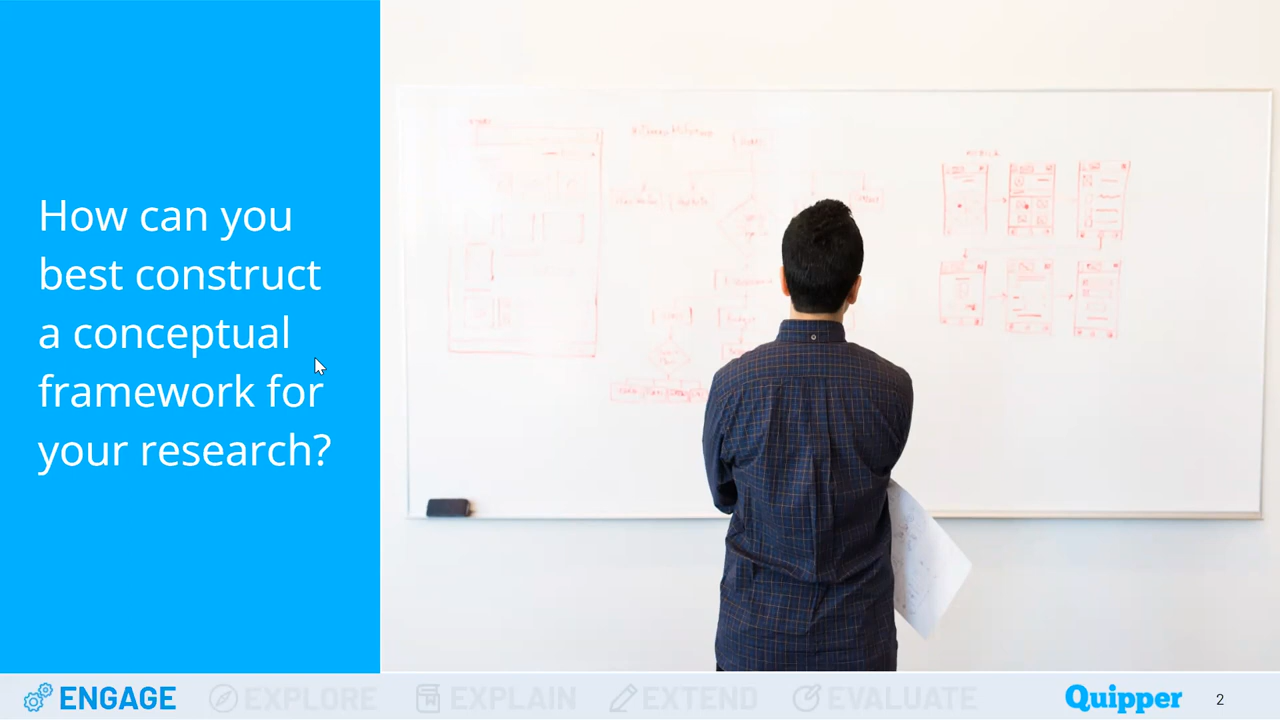 How can you
best construct
a conceptual
framework for
your research?
ENGAGE
EXPLORE
EXPLAIN
EXTEND
EVALUATE
Quipper
2